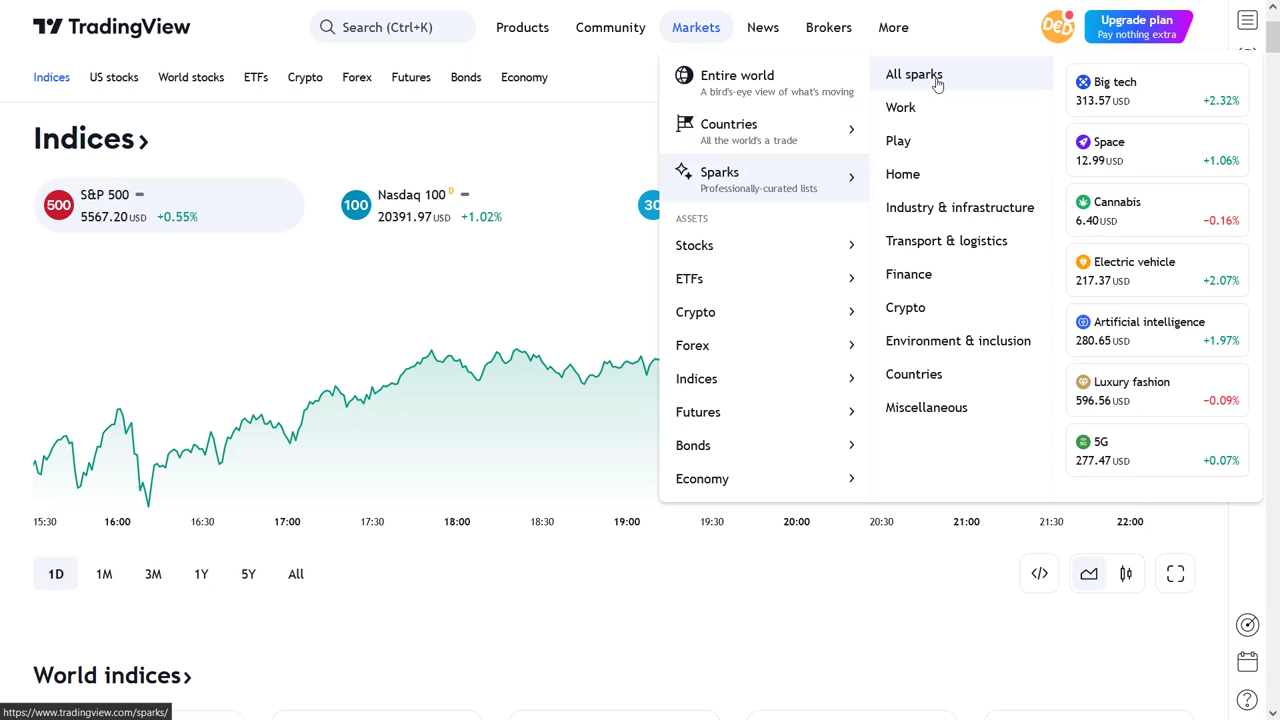 TradingView
Search (Ctrl+K)
Products
Community
Markets
News
Brokers
More
DED
Upgrade plan
Pay nothing extra
Indices
US stocks
World stocks
ETFs
Crypto
Forex
Futures
Bonds
Economy
Indices
500
S&P 500
5567.20 USD +0.55%
100
Nasdaq 100 D
20391.97 USD +1.02%
30
15:30
16:00
16:30
17:00
17:30
18:00
18:30
19:00
19:30
20:00
20:30
21:00
21:30
22:00
1D
1M
3M
1Y
5Y
All
World indices
Entire world
A bird's-eye view of what's moving
Countries
All the world's a trade
Sparks
Professionally-curated lists
ASSETS
Stocks
ETFs
Crypto
Forex
Indices
Futures
Bonds
Economy
All sparks
Work
Play
Home
Industry & infrastructure
Transport & logistics
Finance
Crypto
Environment & inclusion
Countries
Miscellaneous
Big tech
313.57 USD +2.32%
Space
12.99 USD +1.06%
Cannabis
6.40 USD −0.16%
Electric vehicle
217.37 USD +2.07%
Artificial intelligence
280.65 USD +1.97%
Luxury fashion
596.56 USD −0.09%
5G
277.47 USD +0.07%
https://www.tradingview.com/sparks/